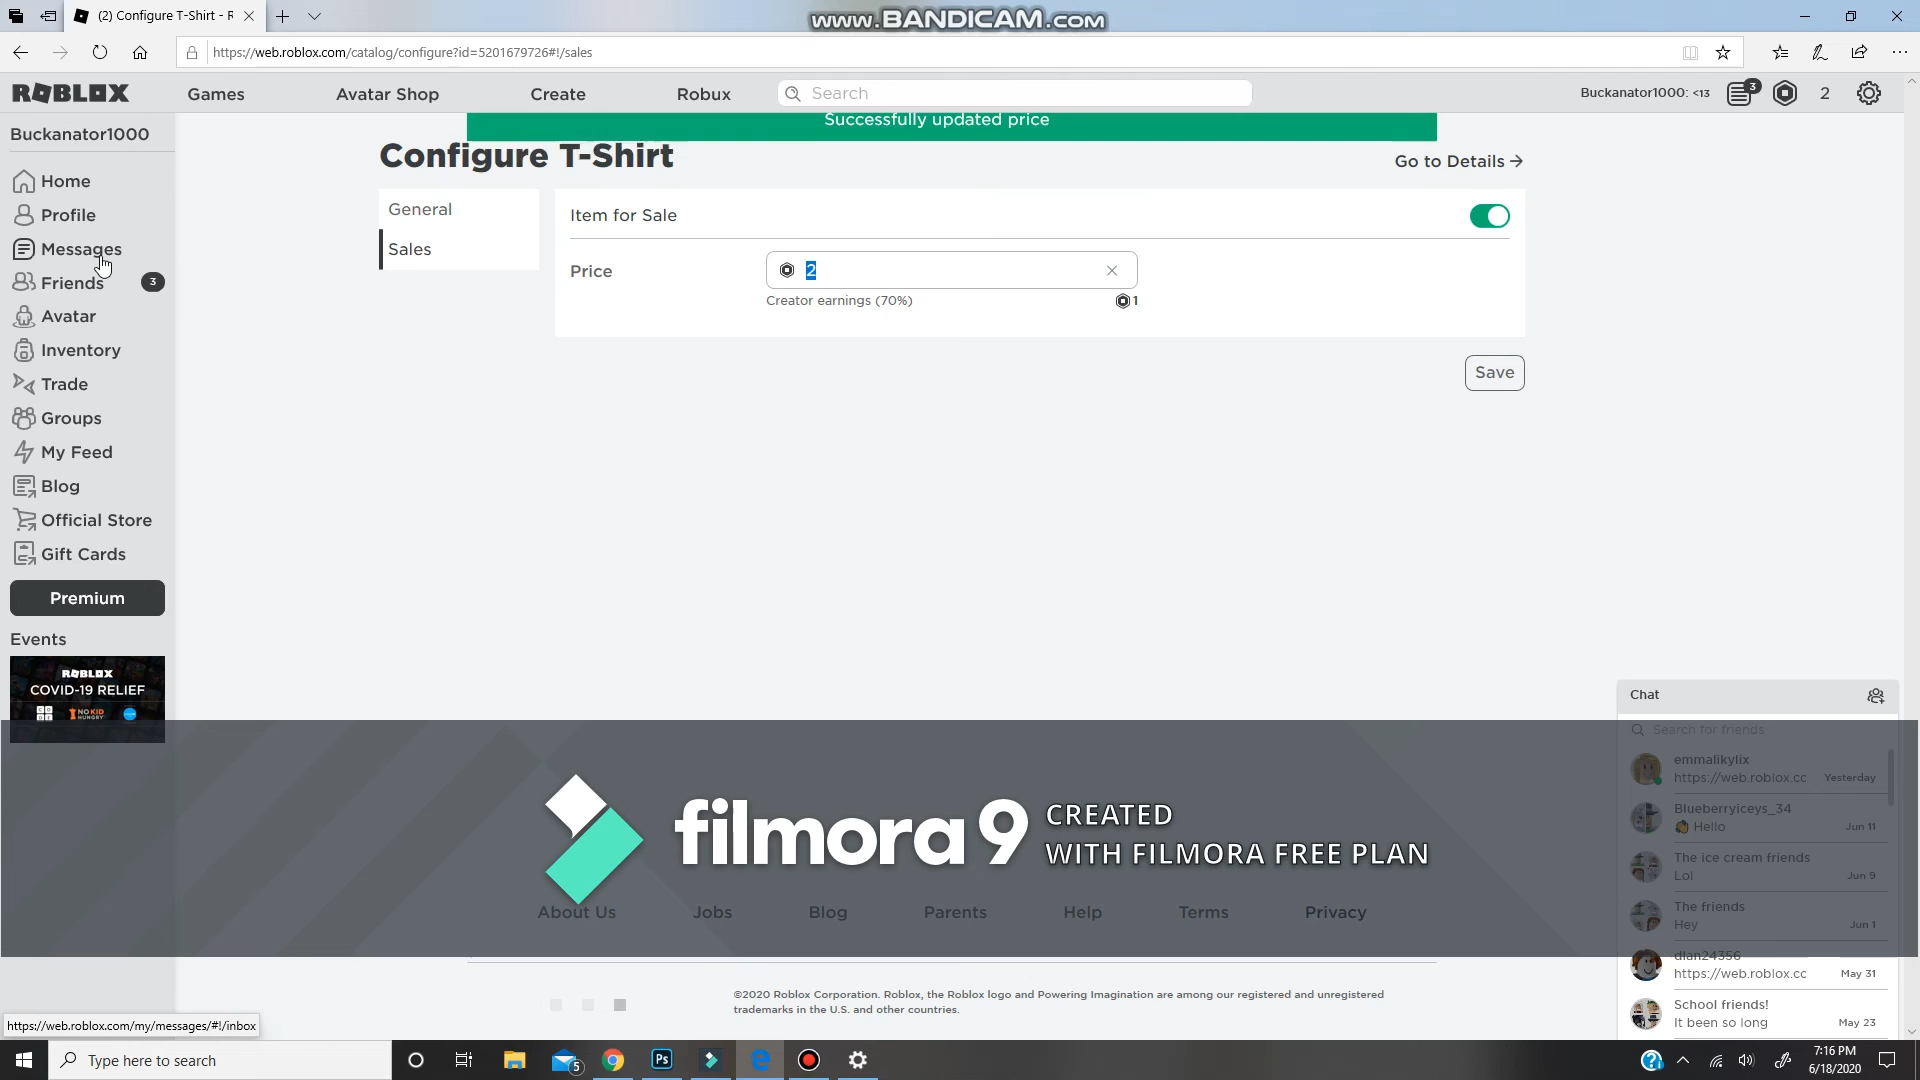 (2) Configure T-Shirt - R
www.BANDICAM.com
https://web.roblox.com/catalog/configure?id=5201679726#!/sales
ROBLOX
Games
Avatar Shop
Create
Robux
Search
Buckanator1000: <13
3
2
Buckanator1000
Home
Profile
Messages
Friends
3
Avatar
Inventory
Trade
Groups
My Feed
Blog
Official Store
Gift Cards
Premium
Events
ROBLOX
COVID-19 RELIEF
NO KID
HUNGRY
Successfully updated price
Configure T-Shirt
Go to Details
General
Sales
Item for Sale
Price
2
Creator earnings (70%)
1
Save
Chat
Search for friends
emmalikylix
https://web.roblox.cc Yesterday
Blueberryiceys_34
Hello Jun 11
The ice cream friends
Lol Jun 9
The friends
Hey Jun 1
dlan24356
https://web.roblox.cc May 31
School friends!
It been so long May 23
filmora9
CREATED
WITH FILMORA FREE PLAN
About Us
Jobs
Blog
Parents
Help
Terms
Privacy
©2020 Roblox Corporation. Roblox, the Roblox logo and Powering Imagination are among our registered and unregistered
trademarks in the U.S. and other countries.
https://web.roblox.com/my/messages/#!/inbox
Type here to search
5
Ps
7:16 PM
6/18/2020